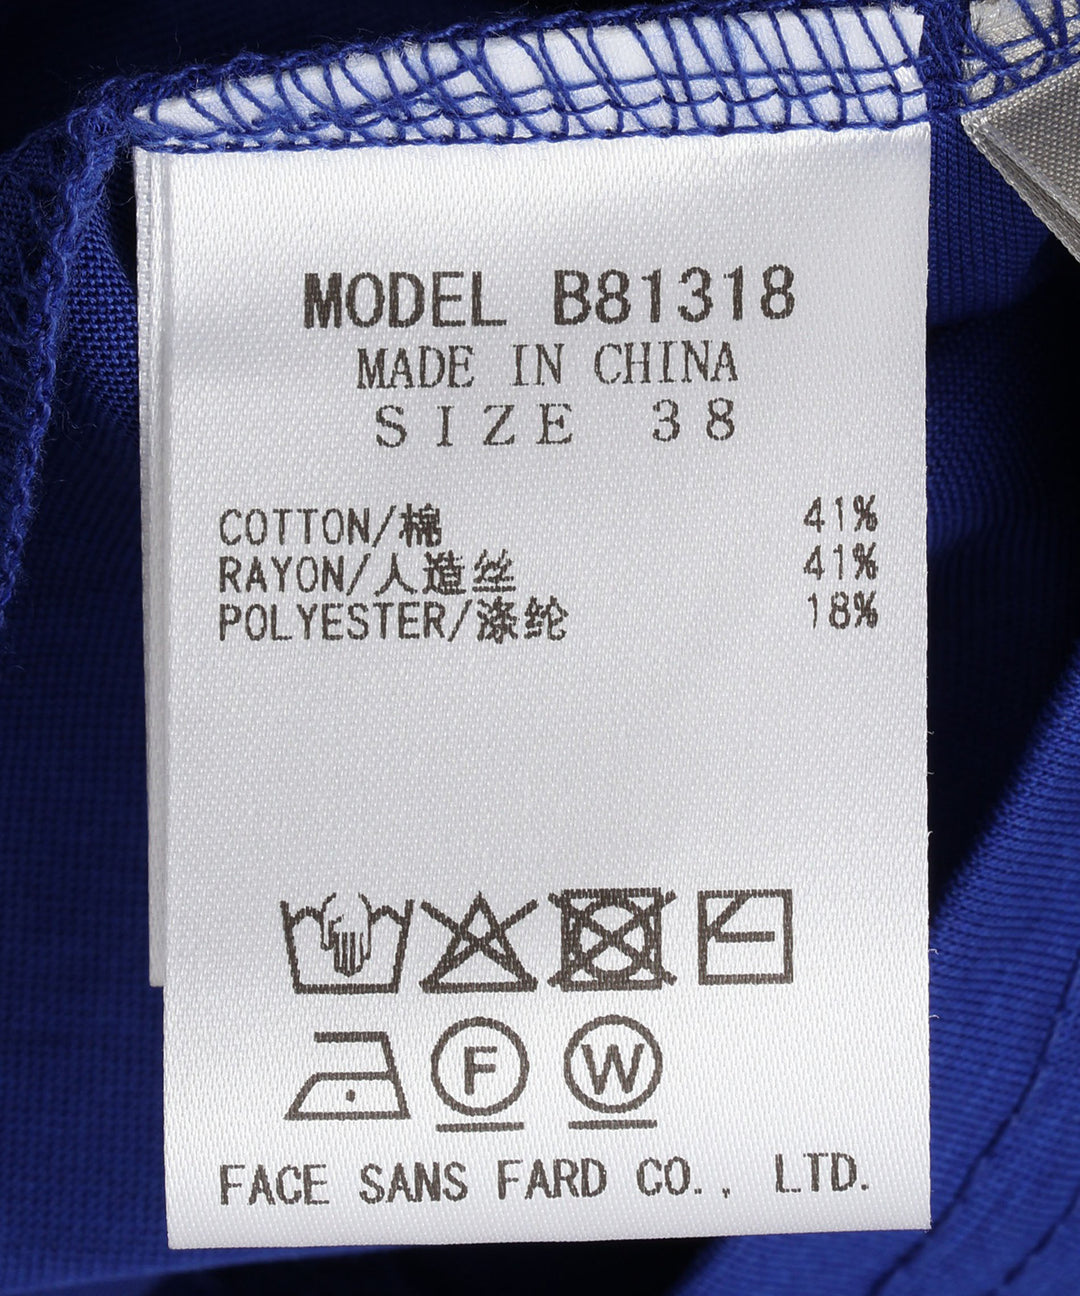 MODEL B81318
MADE IN CHINA
SIZE 38
COTTON/棉 41%
RAYON/人造丝 41%
POLYESTER/涤纶 18%
F W
FACE SANS FARD CO., LTD.